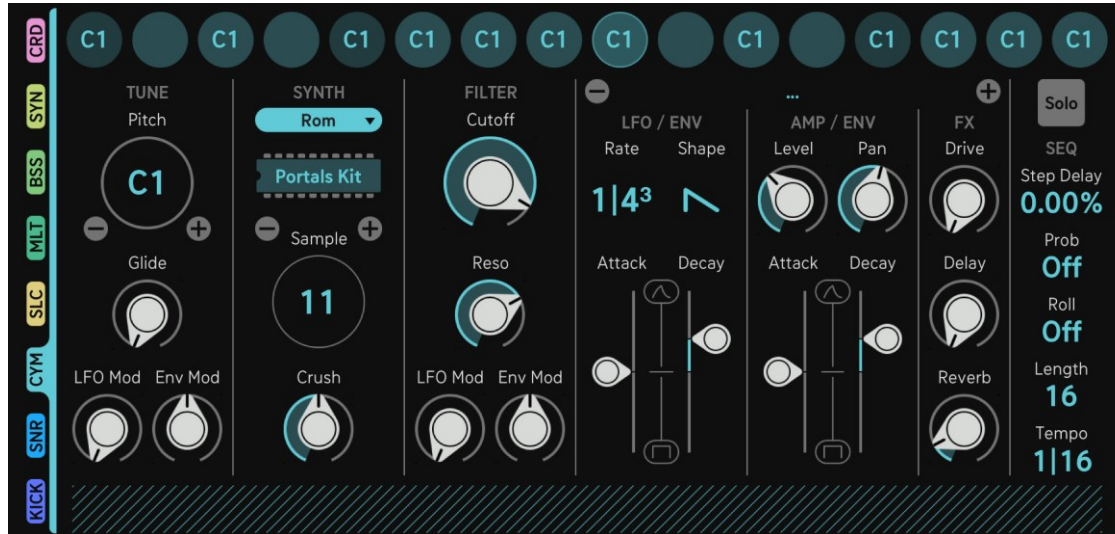 C1 C1 C1 C1 C1 C1 C1 C1 C1 C1 C1 C1
CRD
SYN
BSS
MLT
SLC
CYM
SNR
KICK
TUNE
Pitch
C1
Glide
LFO Mod Env Mod
SYNTH
Rom
Portals Kit
Sample
11
Crush
FILTER
Cutoff
Reso
LFO Mod Env Mod
...
LFO / ENV
Rate Shape
1|4³
Attack Decay
AMP / ENV
Level Pan
Attack Decay
FX
Drive
Delay
Reverb
Solo
SEQ
Step Delay
0.00%
Prob
Off
Roll
Off
Length
16
Tempo
1|16